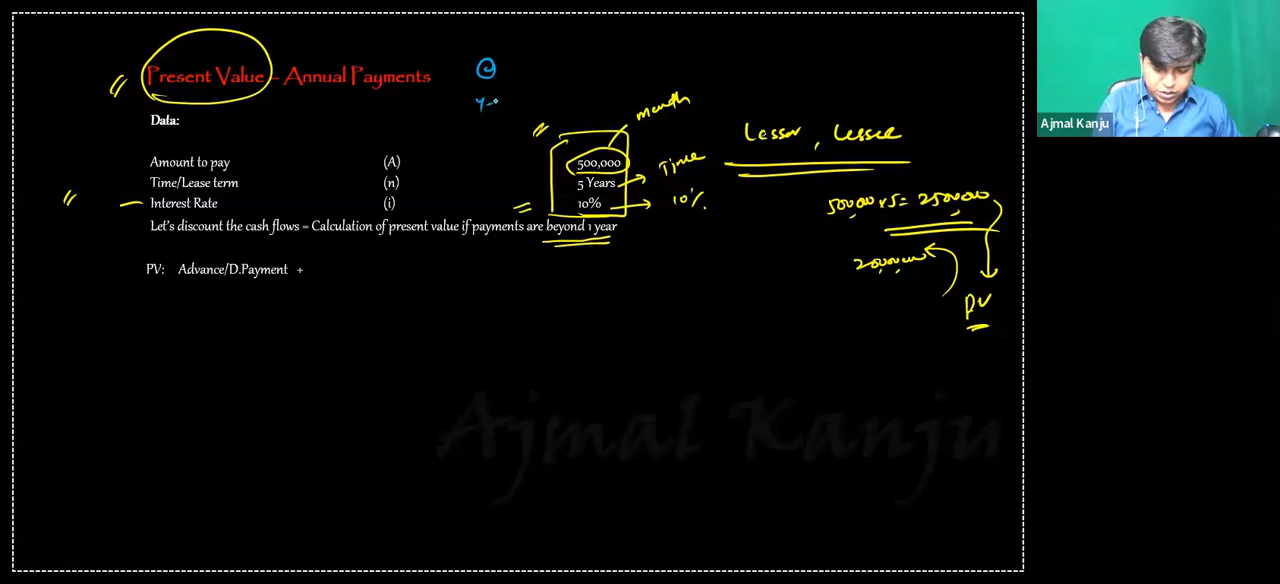 Present Value - Annual Payments
Data:
month
Lessor, Lessee
Amount to pay (A) 500,000
Time
Time/Lease term (n) 5 Years
Interest Rate (i) 10%
10%
500000 x 5 = 2500000
Let's discount the cash flows = Calculation of present value if payments are beyond 1 year
PV: Advance/D.Payment +
2000000
PV
Ajmal Kanju
Ajmal Kanju